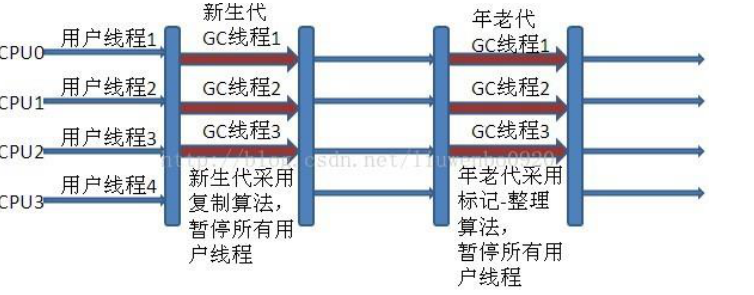 新生代
年老代
CPU0
用户线程1
GC线程1
GC线程1
CPU1
用户线程2
GC线程2
GC线程2
CPU2
用户线程3
GC线程3
GC线程3
CPU3
用户线程4
新生代采用
复制算法,
暂停所有用
户线程
年老代采用
标记-整理
算法,
暂停所有用
户线程